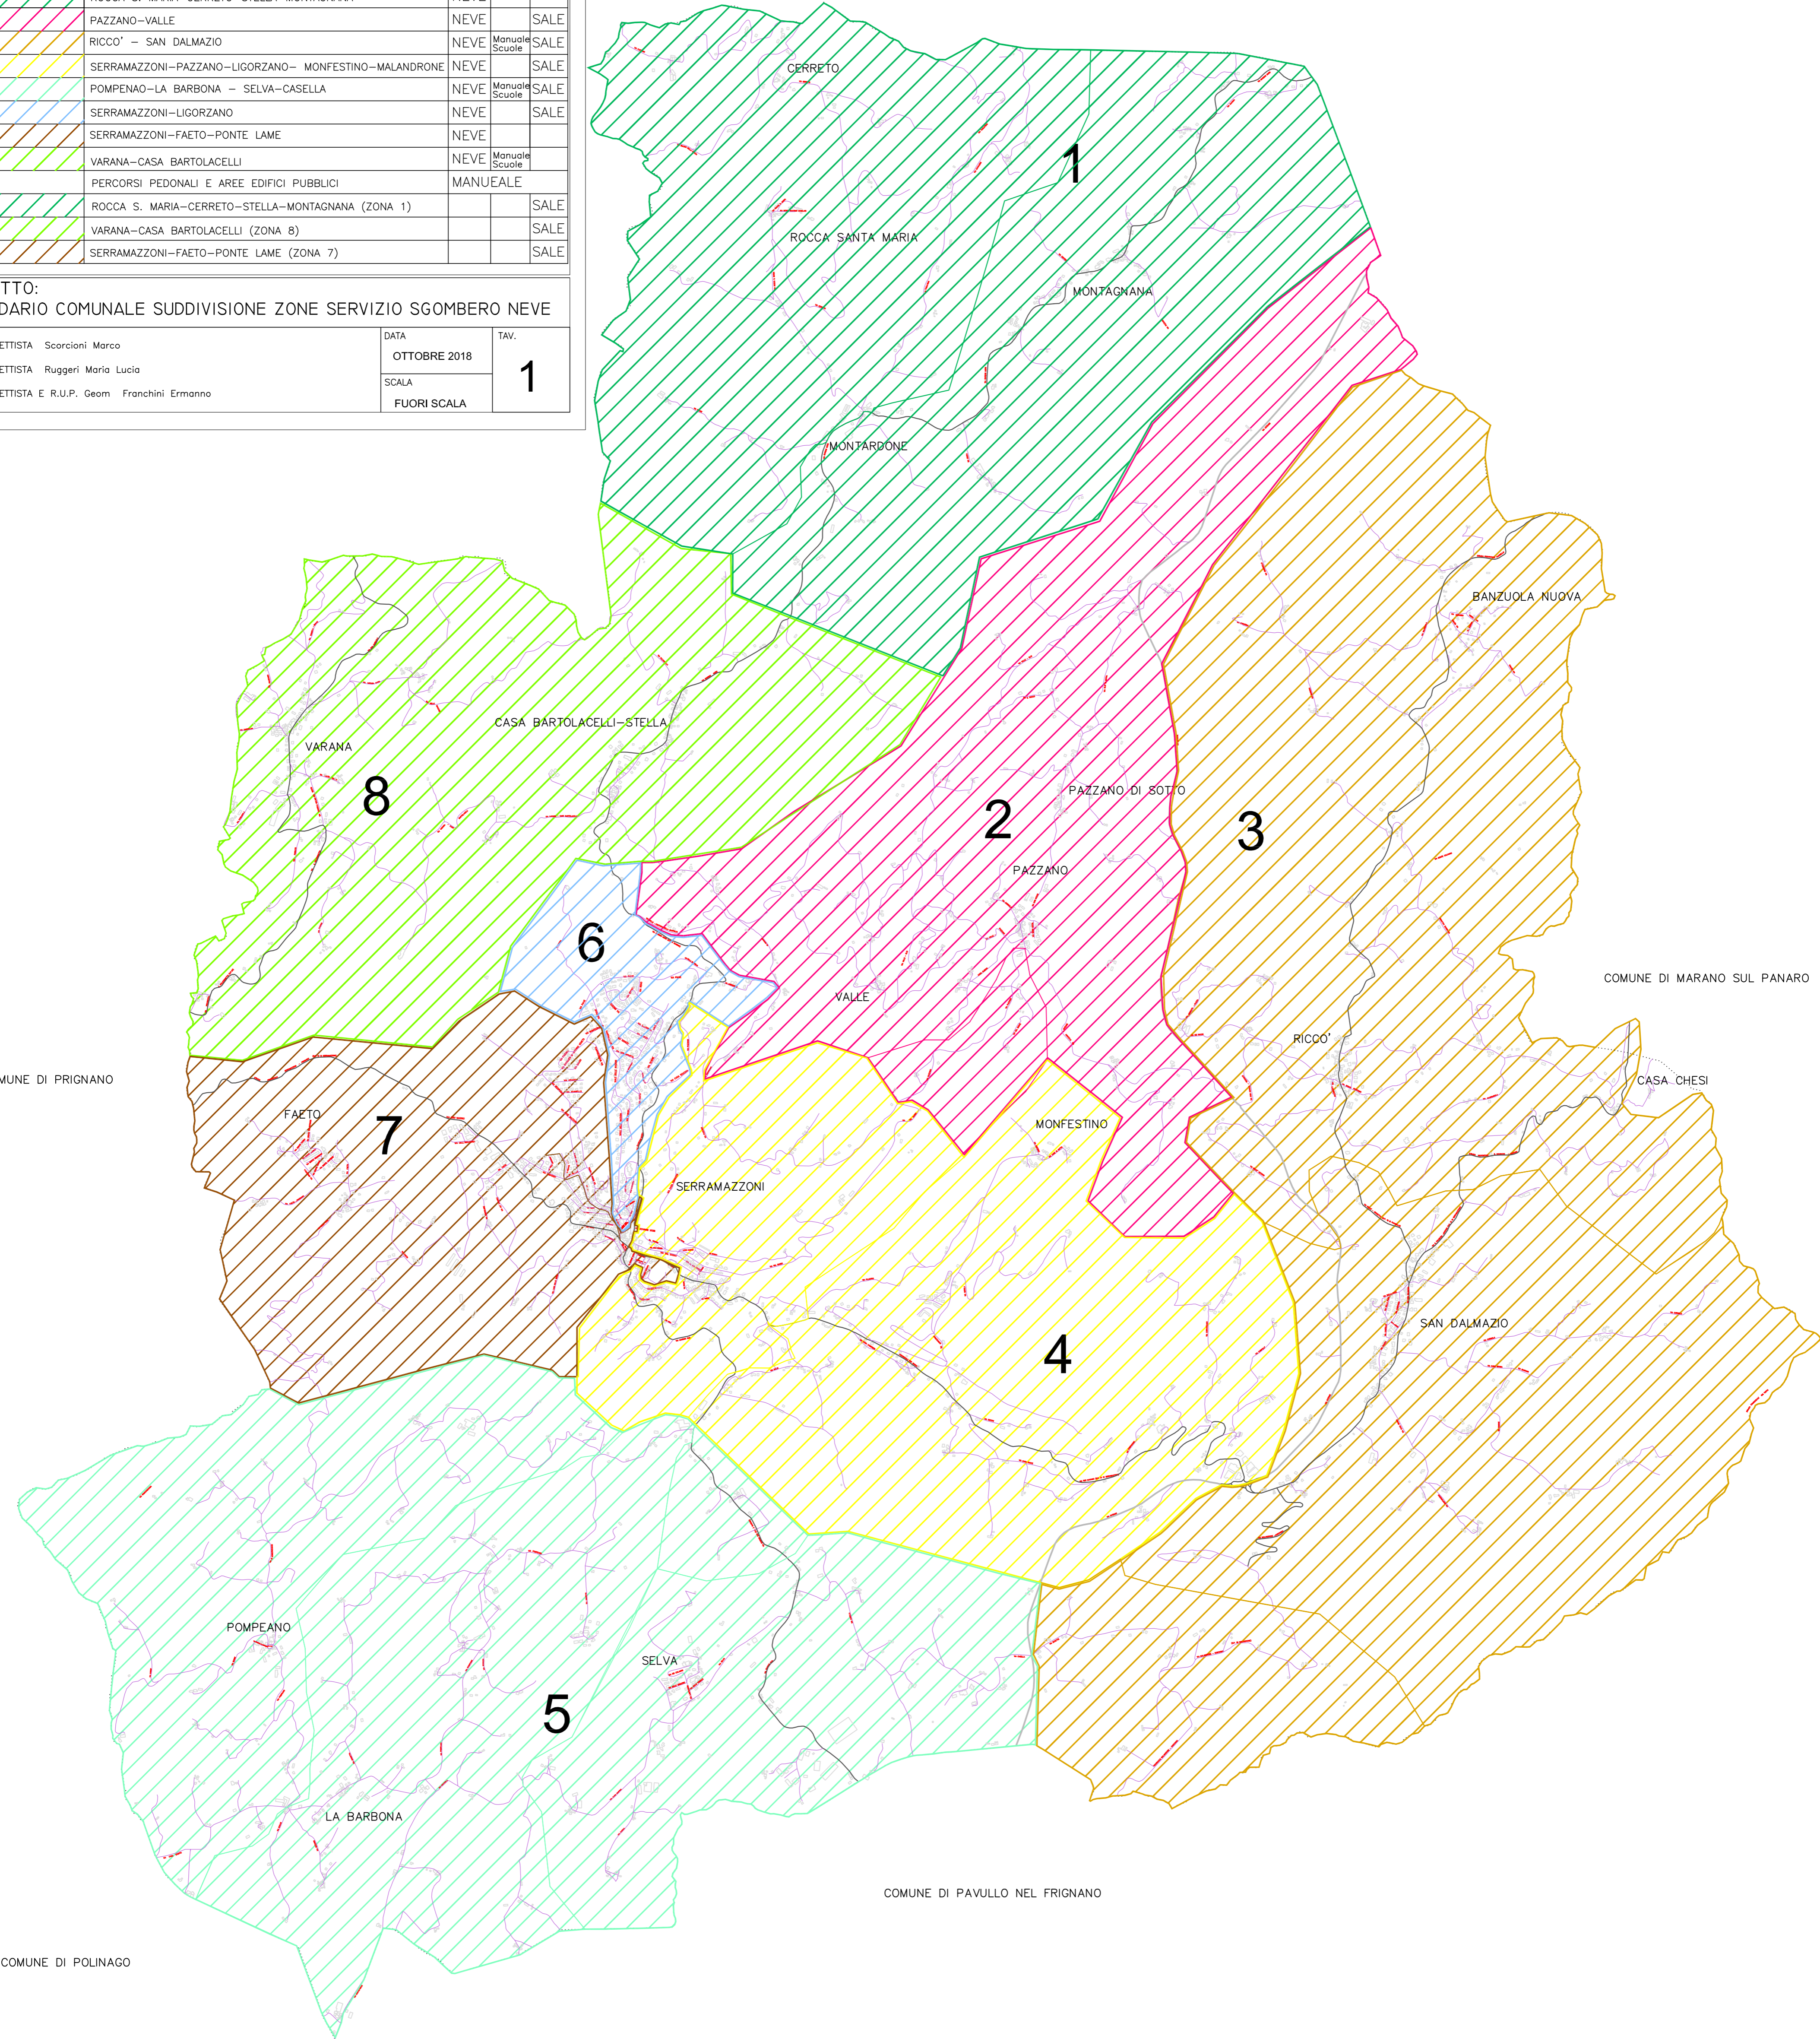 PAZZANO-VALLE NEVE SALE
RICCO' - SAN DALMAZIO NEVE Manuale Scuole SALE
SERRAMAZZONI-PAZZANO-LIGORZANO- MONFESTINO-MALANDRONE NEVE SALE
POMPENAO-LA BARBONA - SELVA-CASELLA NEVE Manuale Scuole SALE
SERRAMAZZONI-LIGORZANO NEVE SALE
SERRAMAZZONI-FAETO-PONTE LAME NEVE
VARANA-CASA BARTOLACELLI NEVE Manuale Scuole
PERCORSI PEDONALI E AREE EDIFICI PUBBLICI MANUEALE
ROCCA S. MARIA-CERRETO-STELLA-MONTAGNANA (ZONA 1) SALE
VARANA-CASA BARTOLACELLI (ZONA 8) SALE
SERRAMAZZONI-FAETO-PONTE LAME (ZONA 7) SALE
TTO:
DARIO COMUNALE SUDDIVISIONE ZONE SERVIZIO SGOMBERO NEVE
ETTISTA Scorcioni Marco
ETTISTA Ruggeri Maria Lucia
ETTISTA E R.U.P. Geom Franchini Ermanno
DATA
OTTOBRE 2018
SCALA
FUORI SCALA
TAV.
1
CERRETO
1
ROCCA SANTA MARIA
MONTAGNANA
MONTARDONE
BANZUOLA NUOVA
CASA BARTOLACELLI-STELLA
VARANA
8
PAZZANO DI SOTTO
2
3
PAZZANO
6
COMUNE DI MARANO SUL PANARO
VALLE
RICCO'
MUNE DI PRIGNANO
CASA CHESI
FAETO
7
MONFESTINO
SERRAMAZZONI
SAN DALMAZIO
4
POMPEANO
SELVA
5
LA BARBONA
COMUNE DI PAVULLO NEL FRIGNANO
COMUNE DI POLINAGO